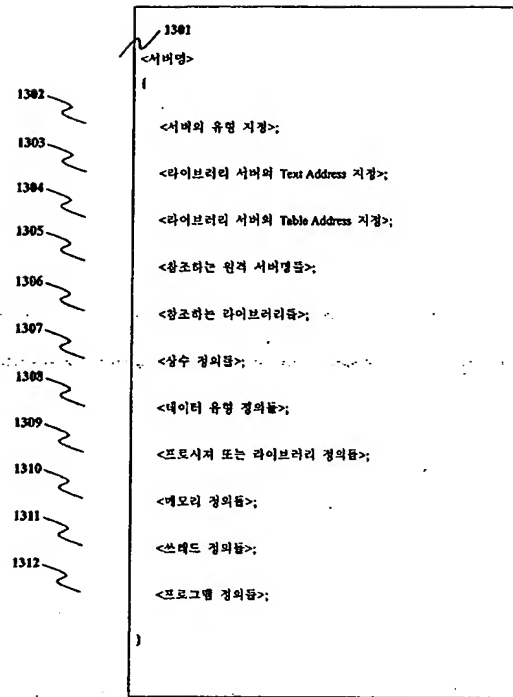 1301
<서버명>
{
1302
<서버의 유형 지정>;
1303
<라이브러리 서버의 Text Address 지정>;
1304
<라이브러리 서버의 Table Address 지정>;
1305
<참조하는 원격 서버명들>;
1306
<참조하는 라이브러리들>;
1307
<상수 정의들>;
1308
<데이터 유형 정의들>;
1309
<프로시져 또는 라이브러리 정의들>;
1310
<메모리 정의들>;
1311
<쓰레드 정의들>;
1312
<프로그램 정의들>;
}